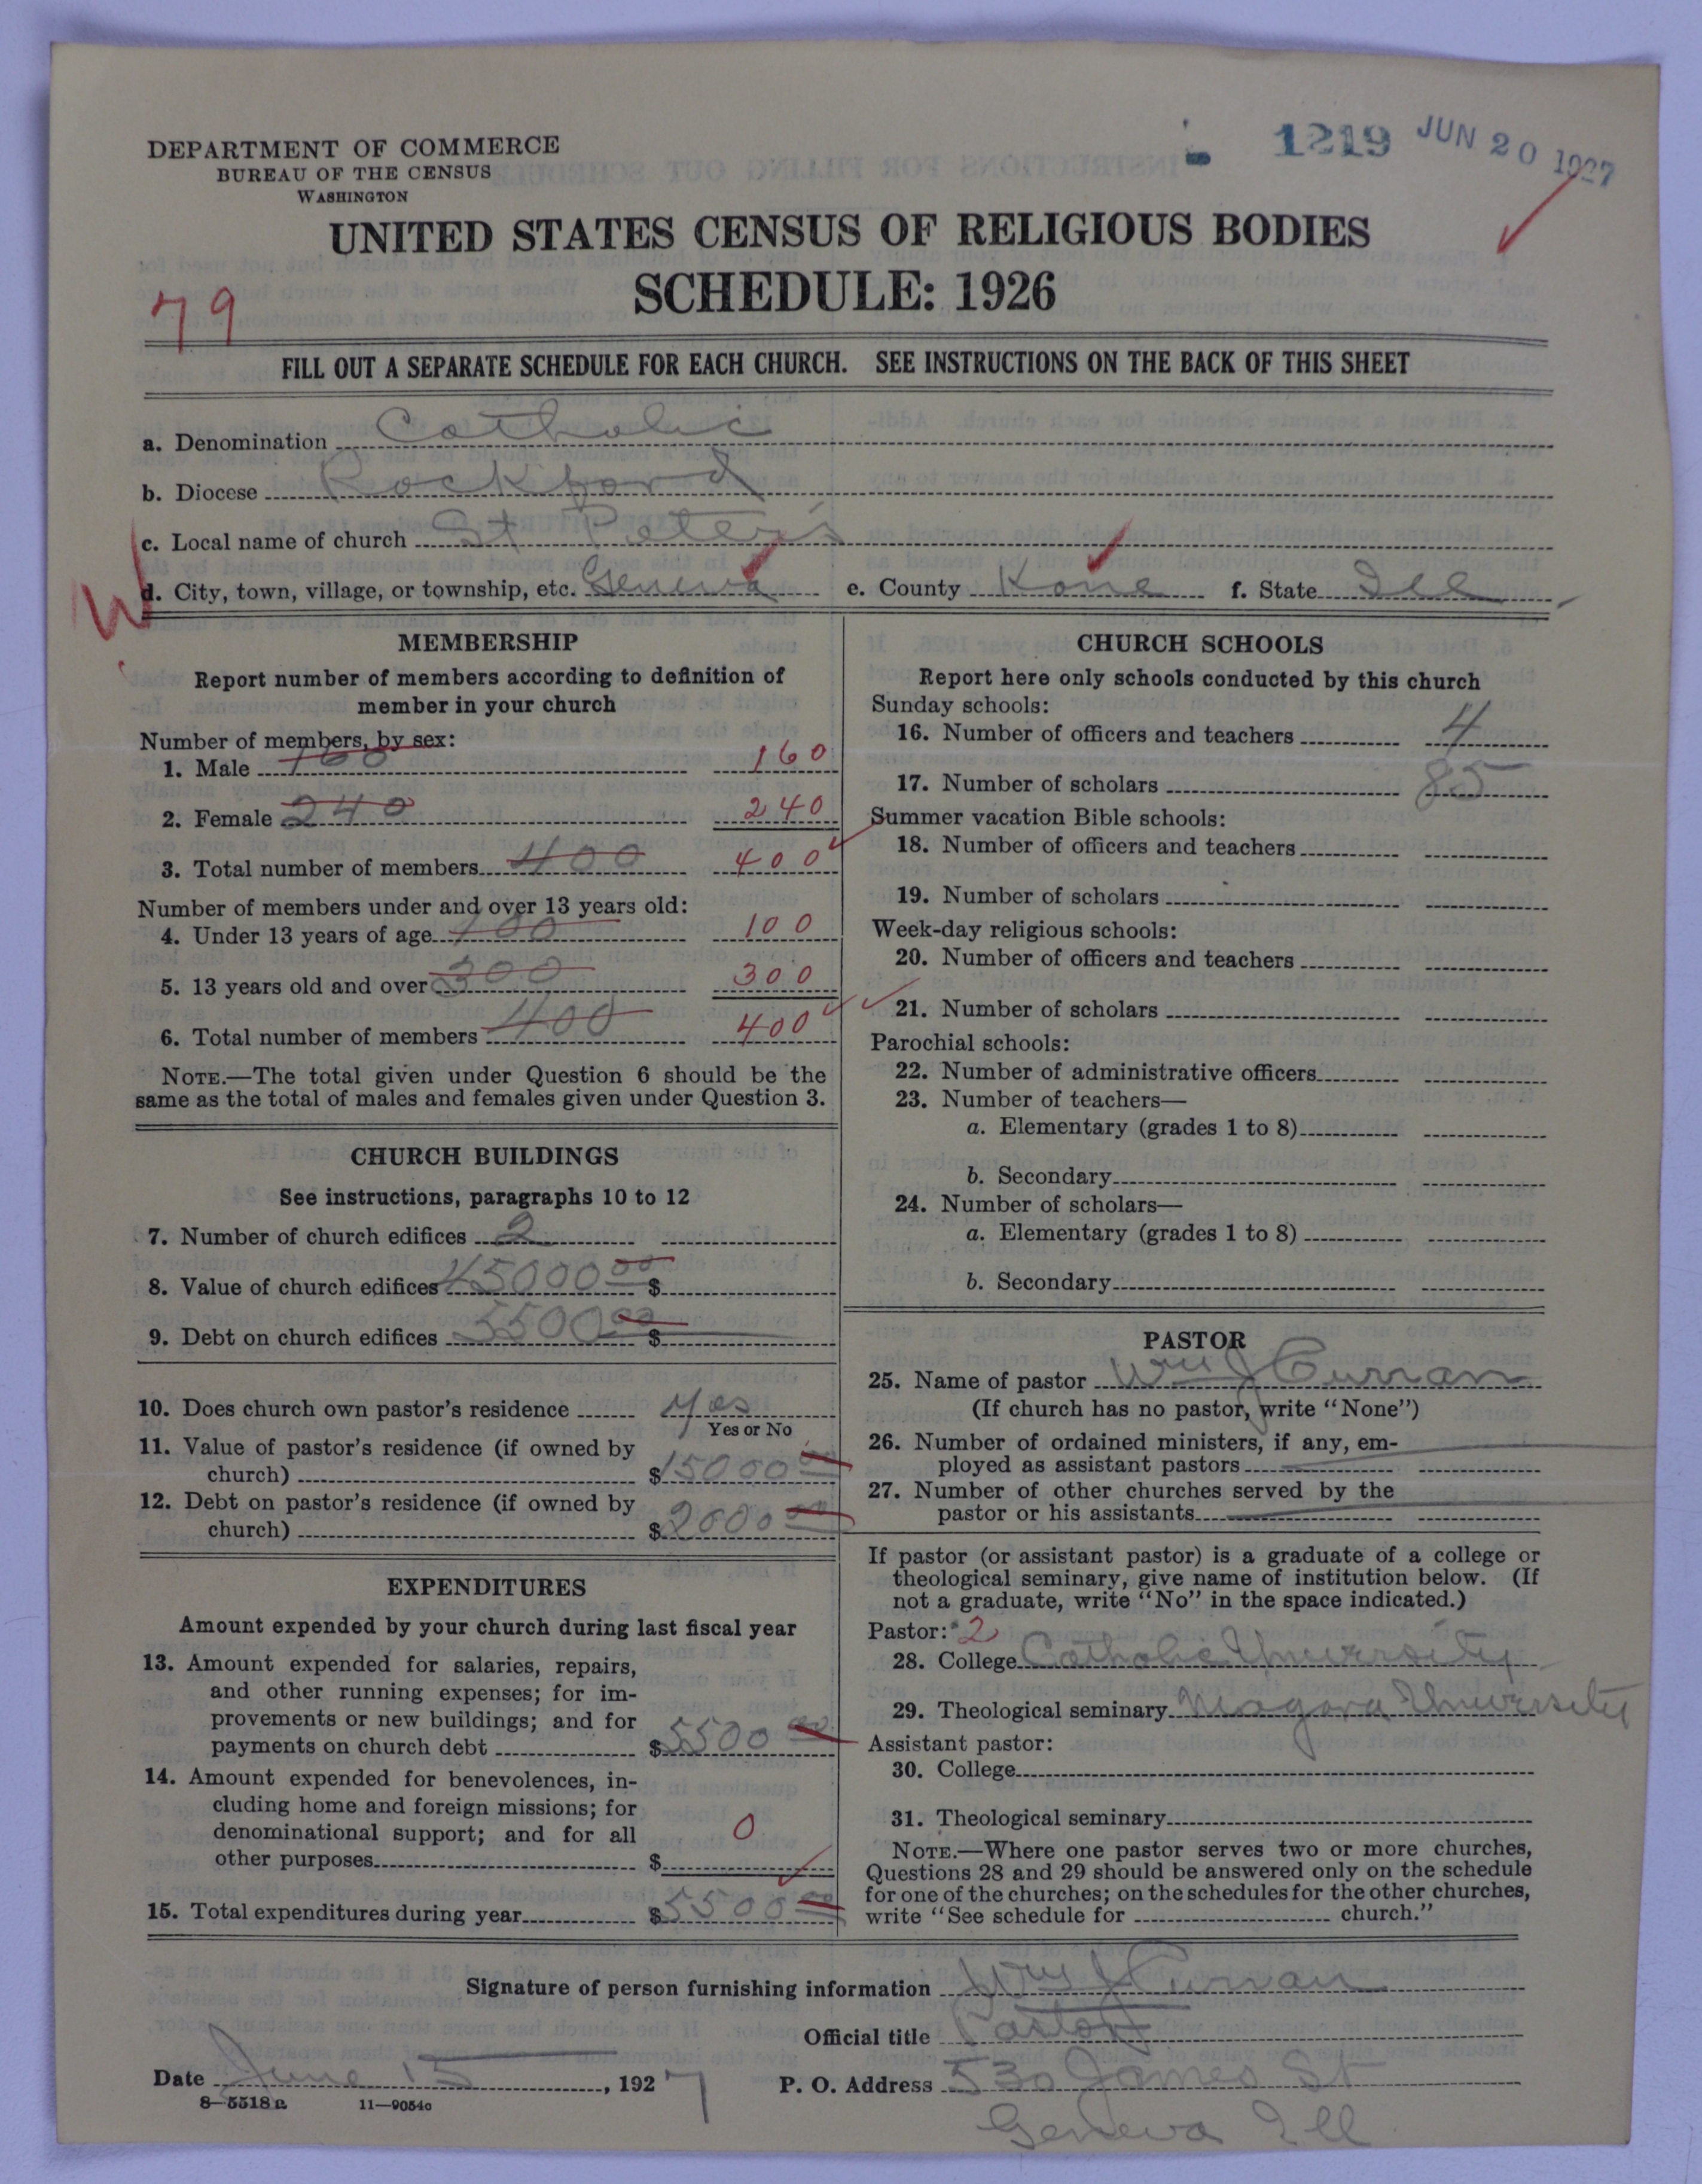 1219 JUN 20 1927
DEPARTMENT OF COMMERCE
BUREAU OF THE CENSUS
WASHINGTON
UNITED STATES CENSUS OF RELIGIOUS BODIES
SCHEDULE: 1926
79
FILL OUT A SEPARATE SCHEDULE FOR EACH CHURCH. SEE INSTRUCTIONS ON THE BACK OF THIS SHEET
a. Denomination Catholic
b. Diocese Rockford
c. Local name of church St Peter's
d. City, town, village, or township, etc. Geneva e. County Kane f. State Ill
W
MEMBERSHIP
Report number of members according to definition of
member in your church
Number of members, by sex:
1. Male 160 160
2. Female 240 240
3. Total number of members 400 400
Number of members under and over 13 years old:
4. Under 13 years of age 100 100
5. 13 years old and over 300 300
6. Total number of members 400 400
NOTE.—The total given under Question 6 should be the
same as the total of males and females given under Question 3.
CHURCH BUILDINGS
See instructions, paragraphs 10 to 12
7. Number of church edifices 2
8. Value of church edifices 45000 00 $
9. Debt on church edifices 5500 00 $
10. Does church own pastor's residence Yes
Yes or No
11. Value of pastor's residence (if owned by
church) $15000 00
12. Debt on pastor's residence (if owned by
church) $2000 00
EXPENDITURES
Amount expended by your church during last fiscal year
13. Amount expended for salaries, repairs,
and other running expenses; for im-
provements or new buildings; and for
payments on church debt $5500 00
14. Amount expended for benevolences, in-
cluding home and foreign missions; for
denominational support; and for all
other purposes $ 0
15. Total expenditures during year $5500 00
CHURCH SCHOOLS
Report here only schools conducted by this church
Sunday schools:
16. Number of officers and teachers 4
17. Number of scholars 85
Summer vacation Bible schools:
18. Number of officers and teachers
19. Number of scholars
Week-day religious schools:
20. Number of officers and teachers
21. Number of scholars
Parochial schools:
22. Number of administrative officers
23. Number of teachers—
a. Elementary (grades 1 to 8)
b. Secondary
24. Number of scholars—
a. Elementary (grades 1 to 8)
b. Secondary
PASTOR
25. Name of pastor Wm J Curran
(If church has no pastor, write "None")
26. Number of ordained ministers, if any, em-
ployed as assistant pastors
27. Number of other churches served by the
pastor or his assistants
If pastor (or assistant pastor) is a graduate of a college or
theological seminary, give name of institution below. (If
not a graduate, write "No" in the space indicated.)
Pastor: 2
28. College Catholic University
29. Theological seminary Niagara University
Assistant pastor:
30. College
31. Theological seminary
NOTE.—Where one pastor serves two or more churches,
Questions 28 and 29 should be answered only on the schedule
for one of the churches; on the schedules for the other churches,
write "See schedule for church."
Signature of person furnishing information Wm J Curran
Official title Pastor
Date June 15, 1927 P. O. Address 530 James St
8-5518a 11-9054c
Geneva Ill